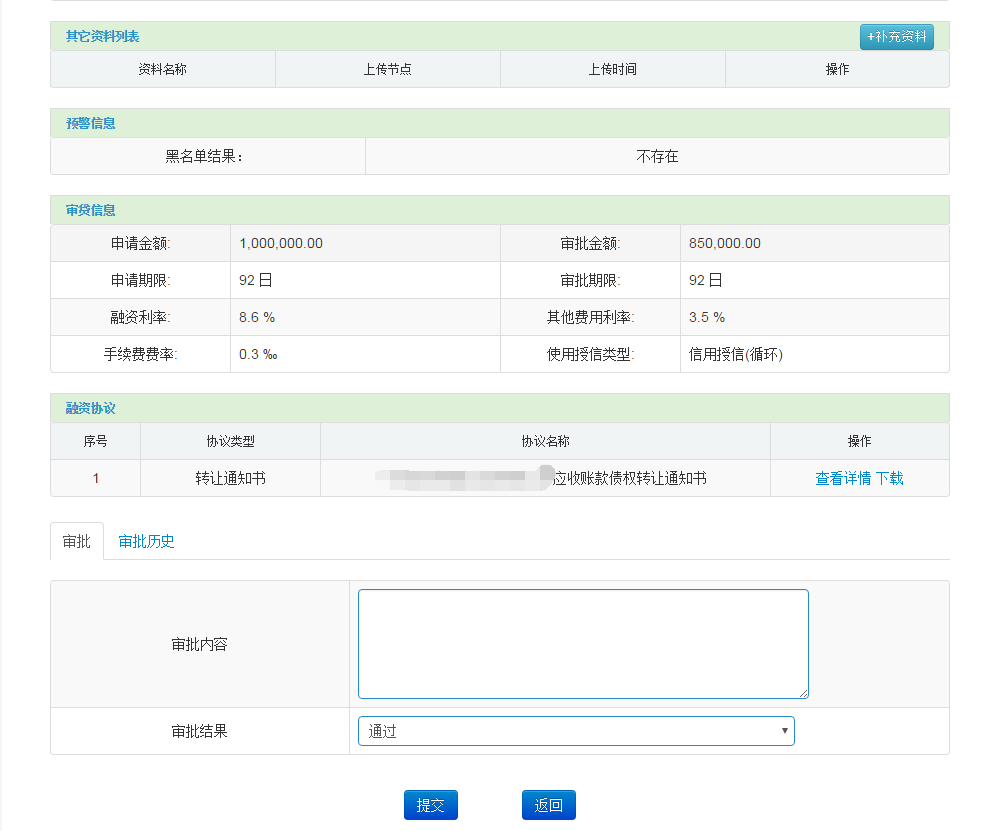 其它资料列表 +补充资料
资料名称 上传节点 上传时间 操作
预警信息
黑名单结果： 不存在
审贷信息
申请金额: 1,000,000.00 审批金额: 850,000.00
申请期限: 92 日 审批期限: 92 日
融资利率: 8.6 % 其他费用利率: 3.5 %
手续费费率: 0.3 ‰ 使用授信类型: 信用授信(循环)
融资协议
序号 协议类型 协议名称 操作
1 转让通知书 应收账款债权转让通知书 查看详情 下载
审批 审批历史
审批内容
审批结果 通过
提交 返回